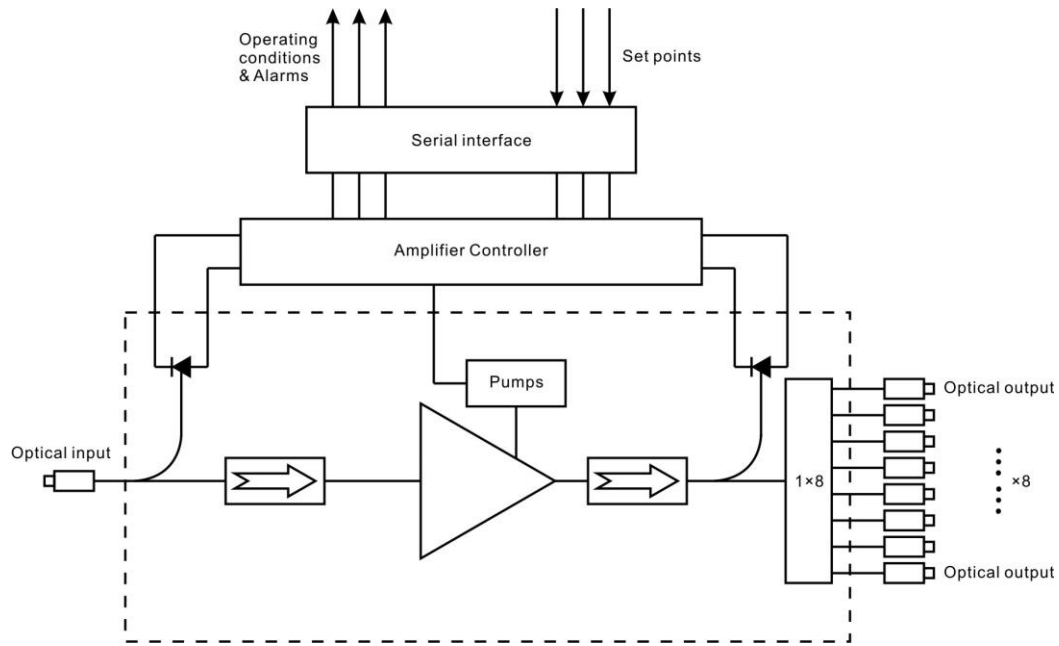 Operating
conditions
& Alarms
Set points
Serial interface
Amplifier Controller
Pumps
Optical output
Optical input
1×8
×8
Optical output